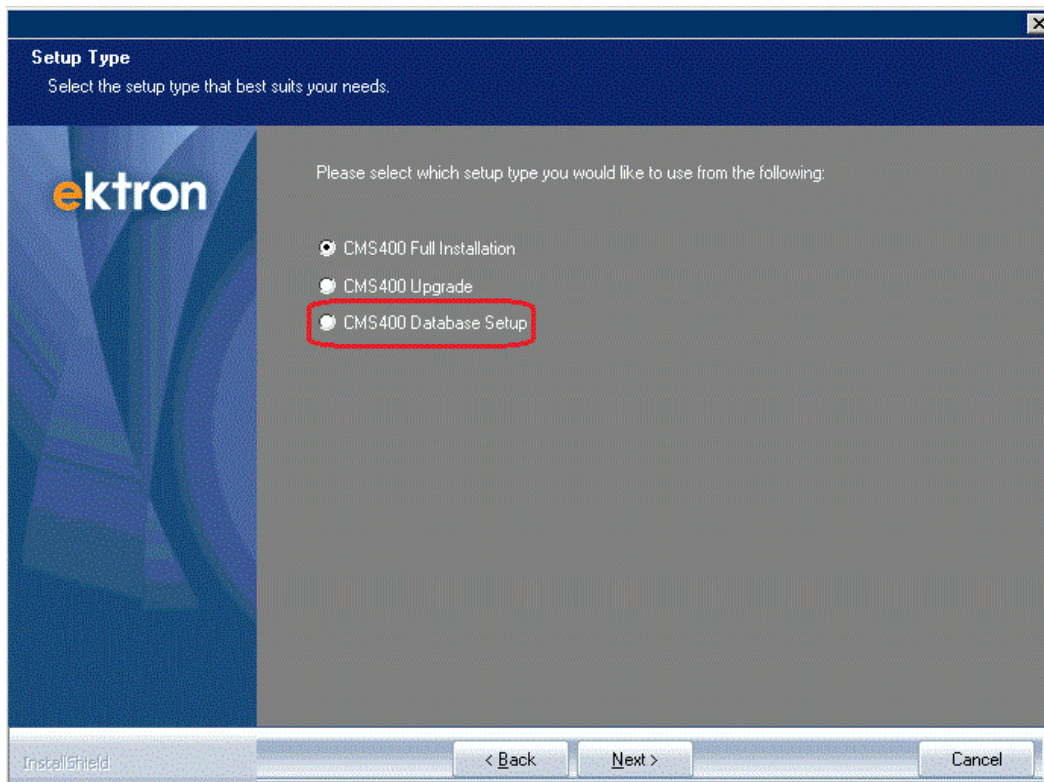 Setup Type
Select the setup type that best suits your needs.
ektron
Please select which setup type you would like to use from the following:
CMS400 Full Installation
CMS400 Upgrade
CMS400 Database Setup
InstallShield
< Back
Next >
Cancel